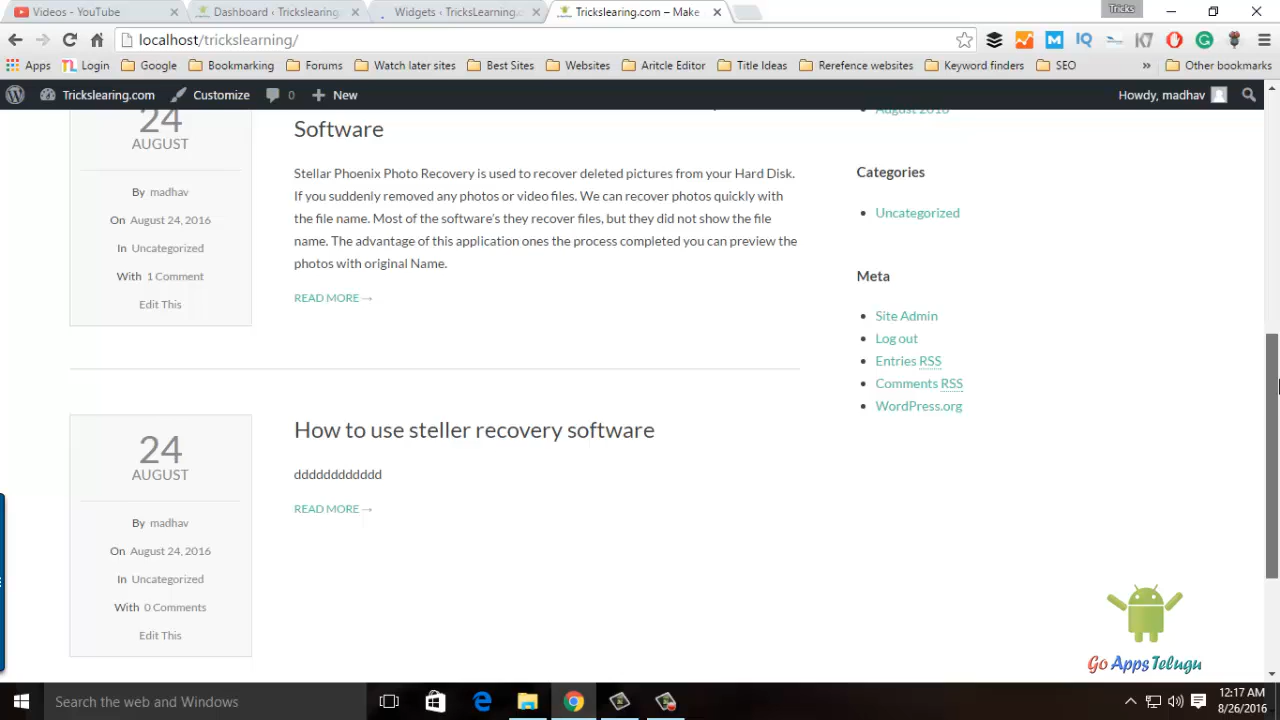 Videos - YouTube
Dashboard ‹ Trickslearing.
Widgets ‹ TricksLearning.c
Trickslearing.com – Make
Tricks
localhost/trickslearning/
Apps Login Google Bookmarking Forums Watch later sites Best Sites Websites Aritcle Editor Title Ideas Rerefence websites Keyword finders SEO » Other bookmarks
Trickslearing.com Customize 0 New Howdy, madhav
24
AUGUST
By madhav
On August 24, 2016
In Uncategorized
With 1 Comment
Edit This
Software
Stellar Phoenix Photo Recovery is used to recover deleted pictures from your Hard Disk.
If you suddenly removed any photos or video files. We can recover photos quickly with
the file name. Most of the software's they recover files, but they did not show the file
name. The advantage of this application ones the process completed you can preview the
photos with original Name.
READ MORE →
24
AUGUST
By madhav
On August 24, 2016
In Uncategorized
With 0 Comments
Edit This
How to use steller recovery software
dddddddddddd
READ MORE →
August 2016
Categories
Uncategorized
Meta
Site Admin
Log out
Entries RSS
Comments RSS
WordPress.org
Go Apps Telugu
Search the web and Windows
12:17 AM
8/26/2016